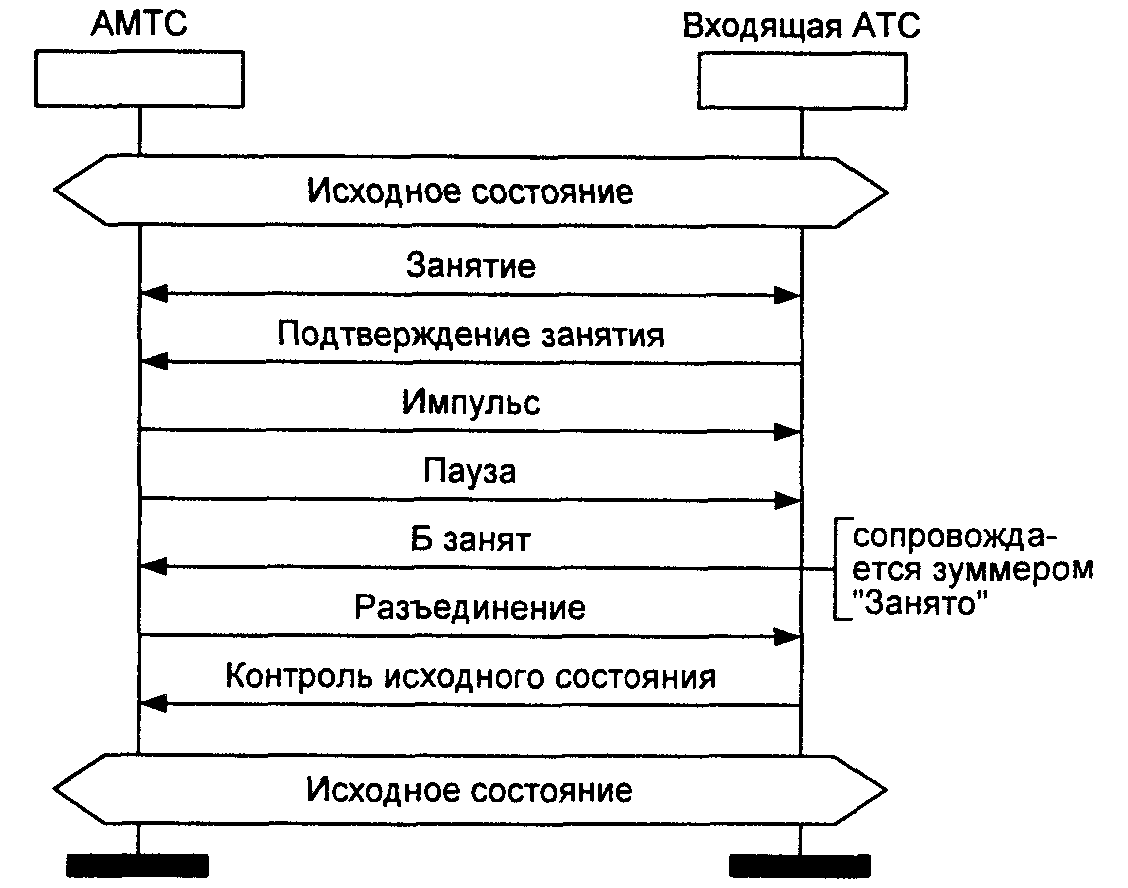 АМТС
Входящая АТС
Исходное состояние
Занятие
Подтверждение занятия
Импульс
Пауза
Б занят
сопровожда-
ется зуммером
"Занято"
Разъединение
Контроль исходного состояния
Исходное состояние